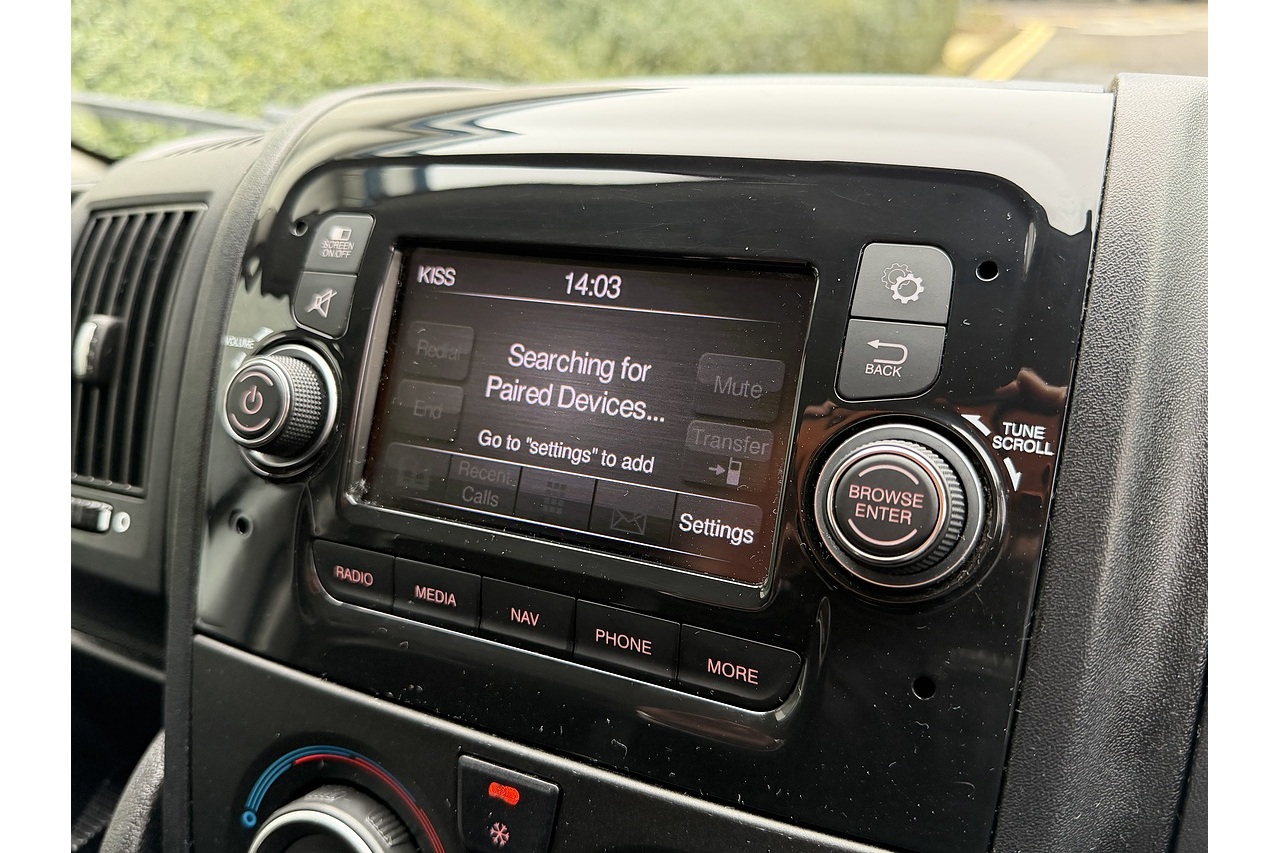 SCREEN
ON/OFF
VOLUME
KISS
14:03
Redial
Searching for
Paired Devices...
Mute
End
Go to "settings" to add
Transfer
Recent
Calls
Settings
BACK
TUNE
SCROLL
BROWSE
ENTER
RADIO
MEDIA
NAV
PHONE
MORE